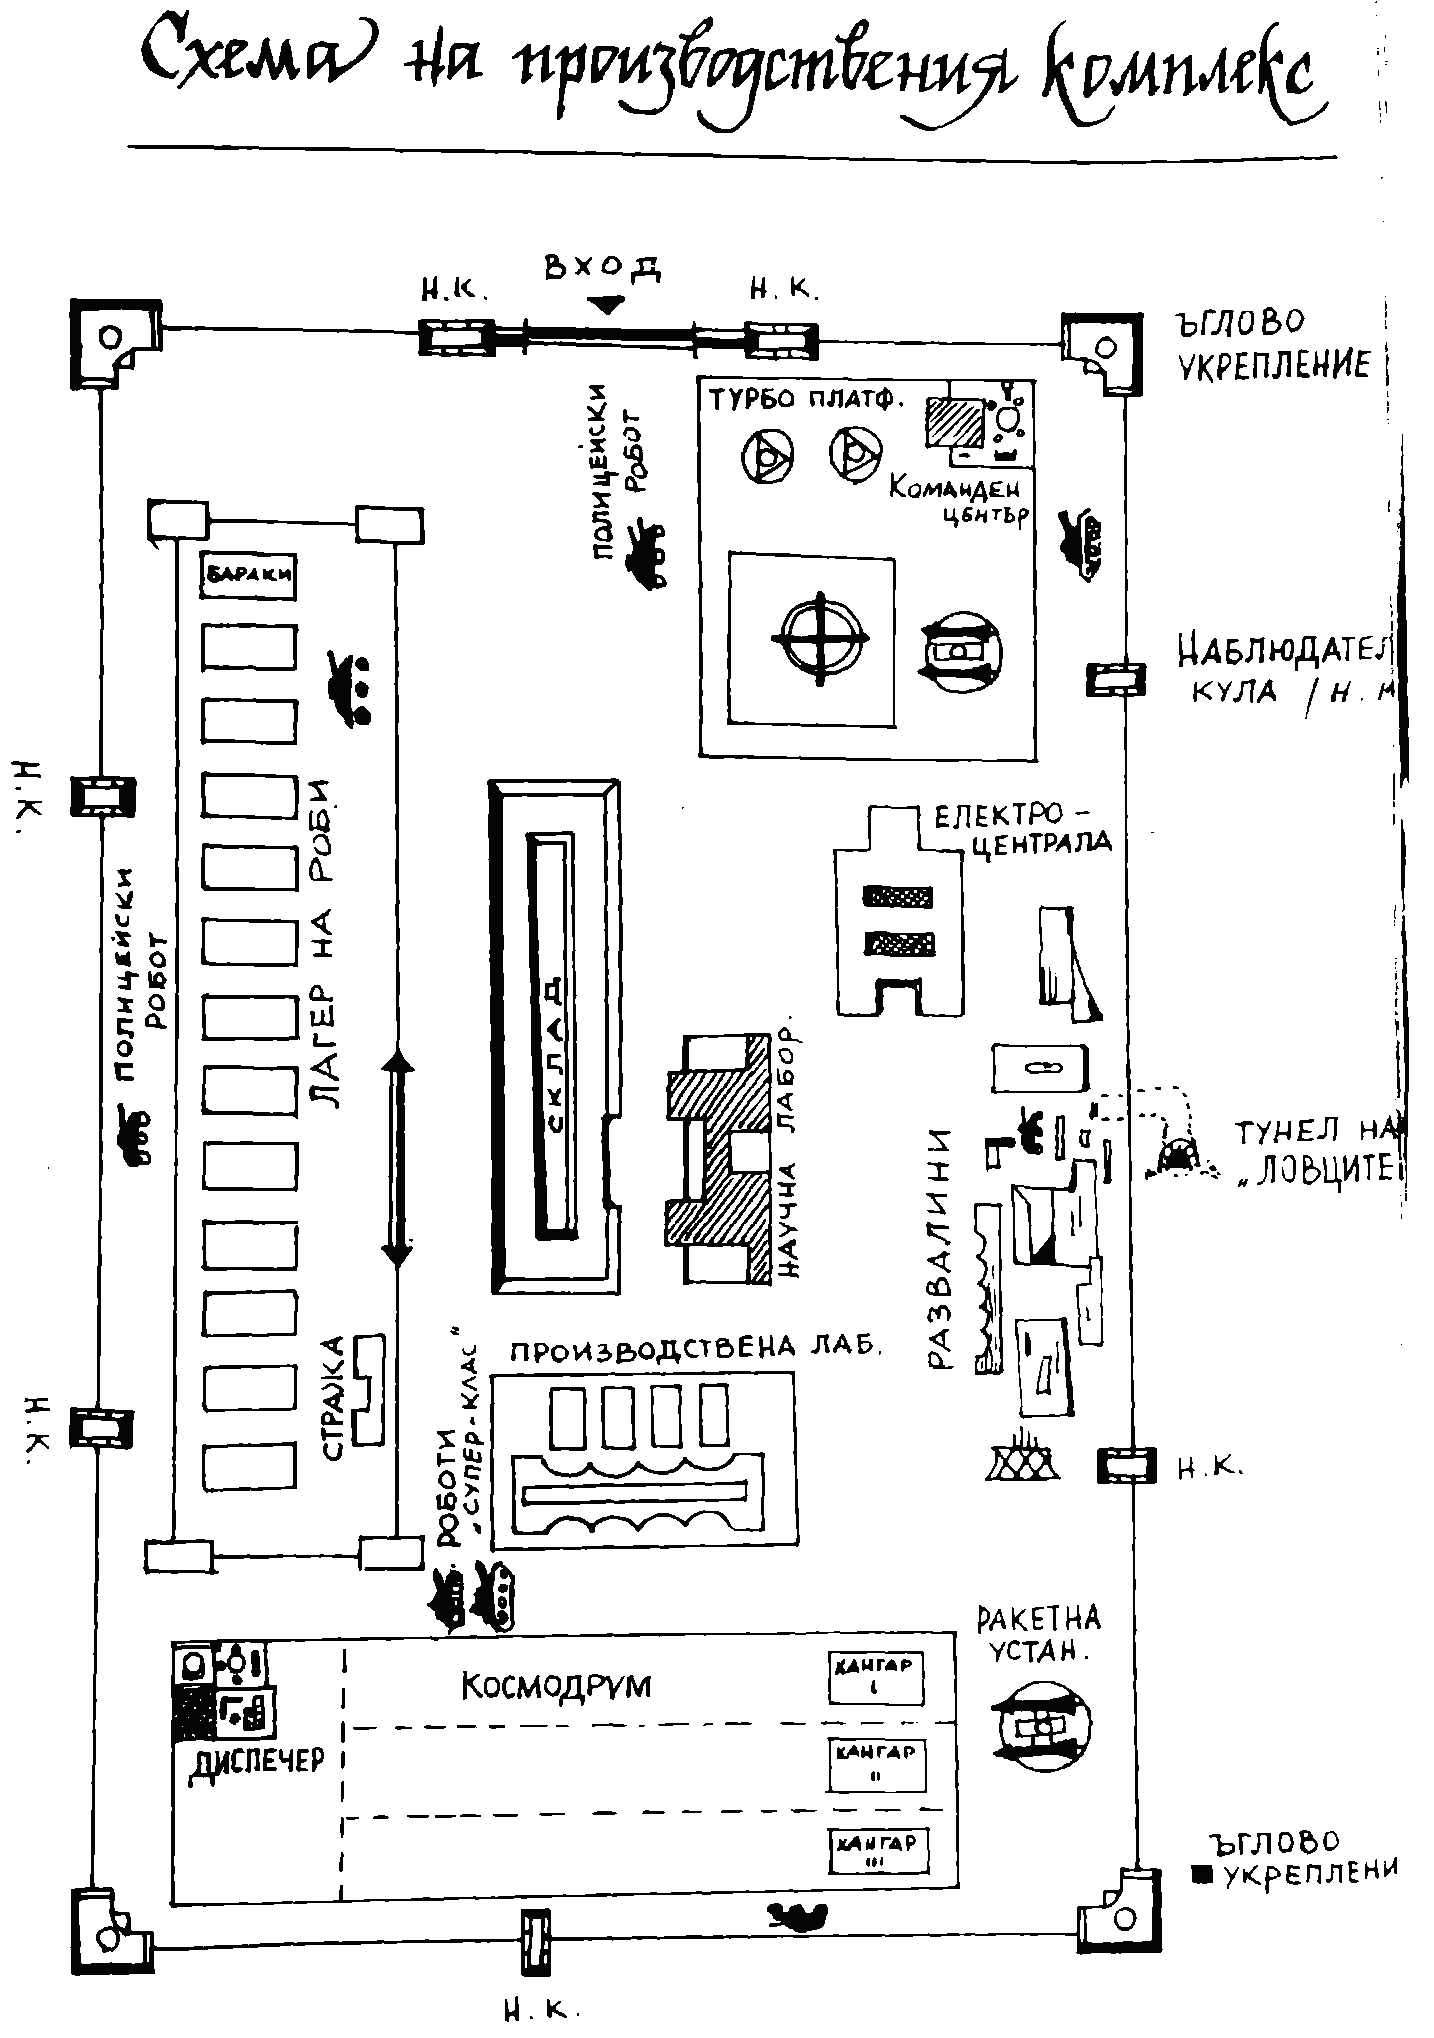 Схема на производствения комплекс
ВХОД
Н.К.
Н.К.
ЪГЛОВО
УКРЕПЛЕНИЕ
ТУРБО ПЛАТФ.
КОМАНДЕН
ЦЕНТЪР
ПОЛИЦЕЙСКИ
РОБОТ
БАРАКИ
НАБЛЮДАТЕЛ
КУЛА / Н.К
Н.К.
ЛАГЕР НА РОБИ
ПОЛИЦЕЙСКИ
РОБОТ
СКЛАД
ЕЛЕКТРО-
ЦЕНТРАЛА
НАУЧНА ЛАБОР.
РАЗВАЛИНИ
ТУНЕЛ НА
„ЛОВЦИТЕ
СТРАЖА
Н.К.
РОБОТИ
„СУПЕР-КЛАС"
ПРОИЗВОДСТВЕНА ЛАБ.
Н.К.
РАКЕТНА
УСТАН.
КОСМОДРУМ
ХАНГАР
I
ХАНГАР
II
ХАНГАР
III
ДИСПЕЧЕР
ЪГЛОВО
УКРЕПЛЕНИ
Н.К.